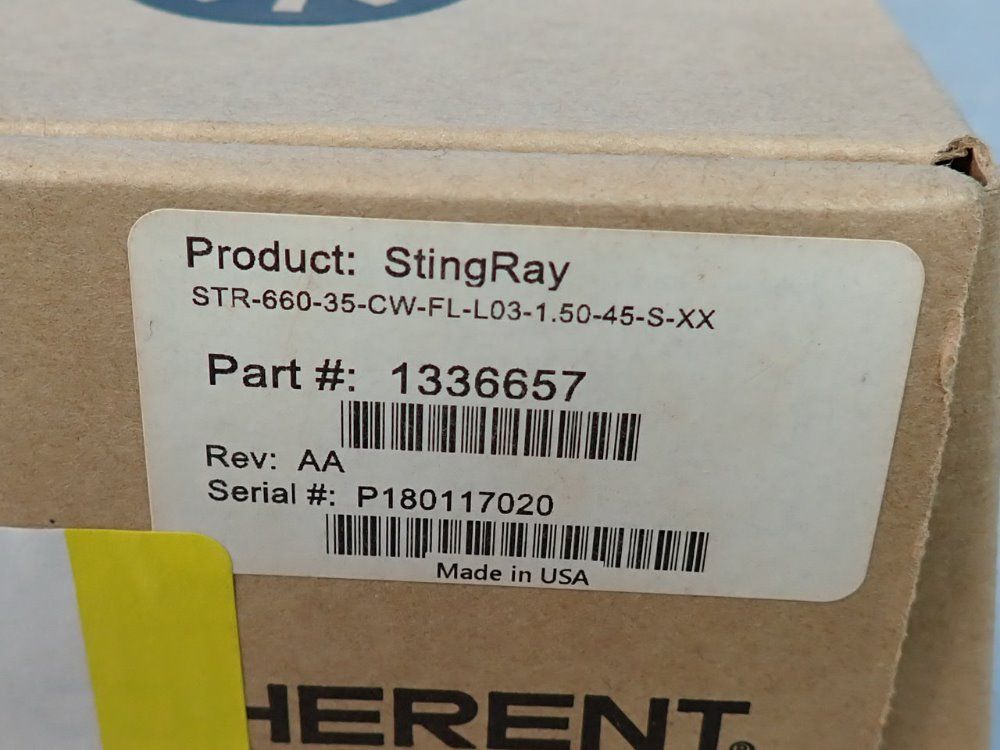 Product: StingRay
STR-660-35-CW-FL-L03-1.50-45-S-XX
Part #: 1336657
Rev: AA
Serial #: P180117020
Made in USA
HERENT®